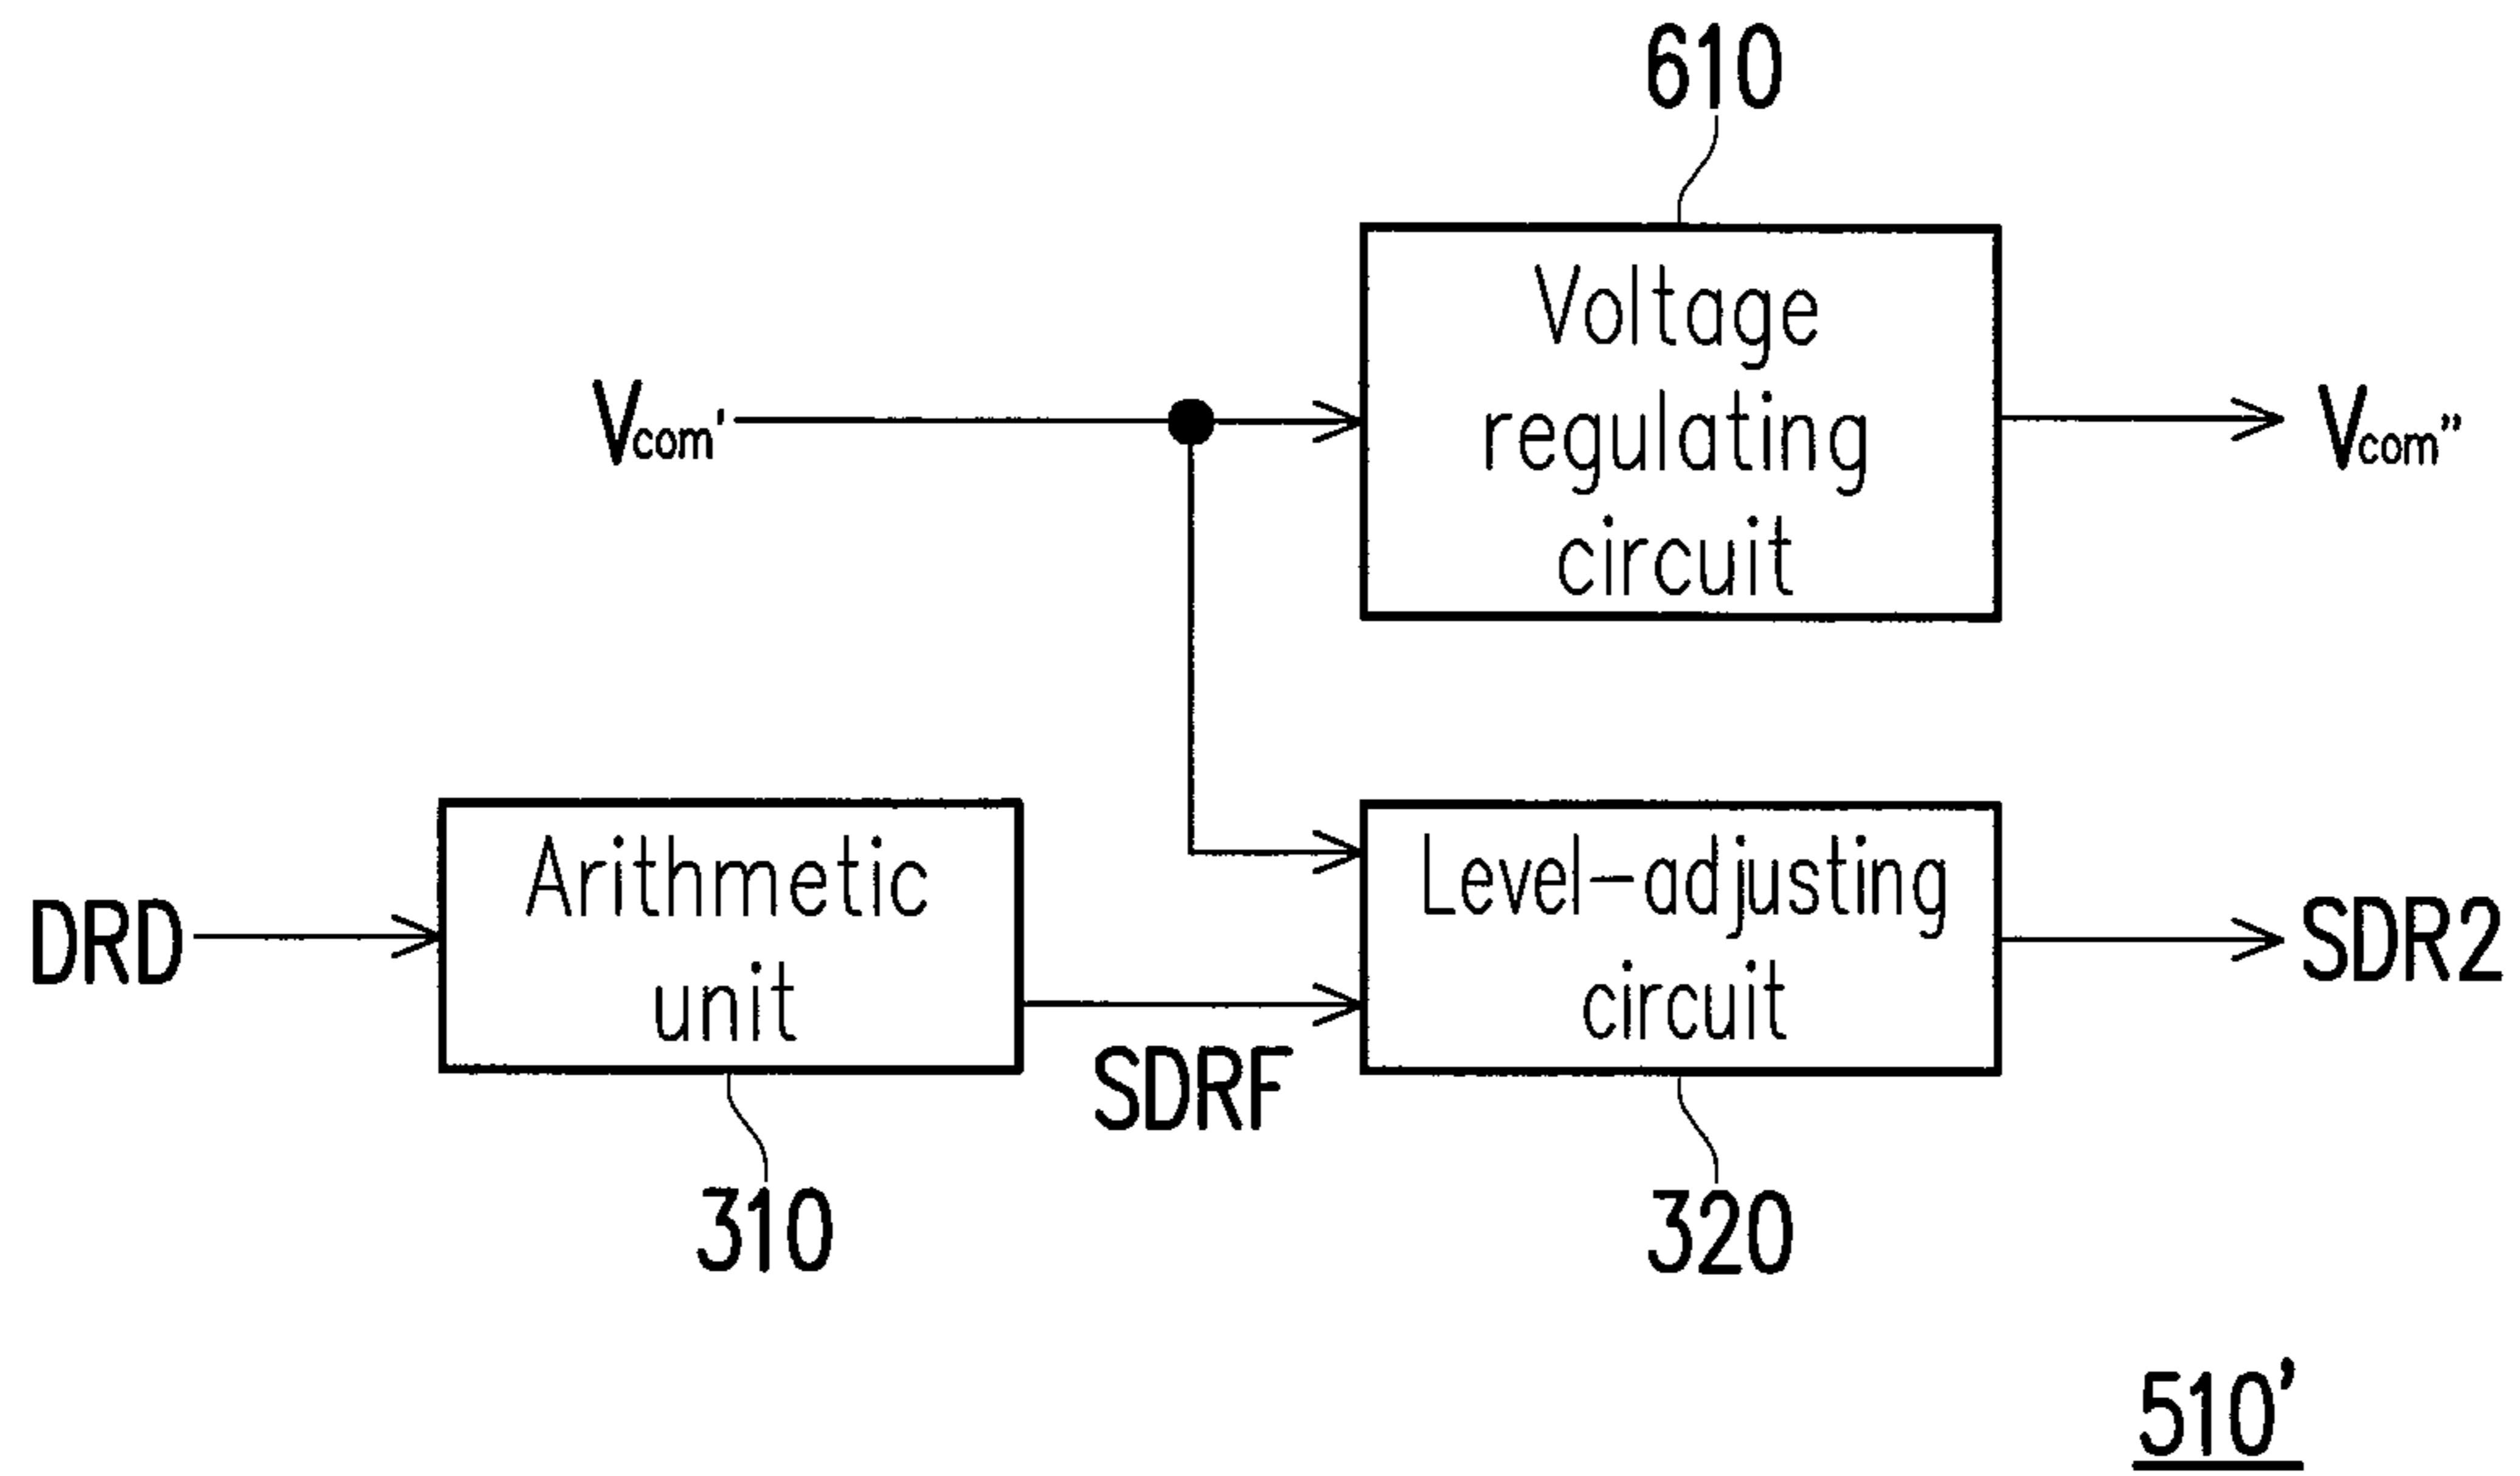 610
Voltage
regulating
circuit
Vcom'
Vcom"
DRD
Arithmetic
unit
SDRF
Level-adjusting
circuit
SDR2
310
320
510'